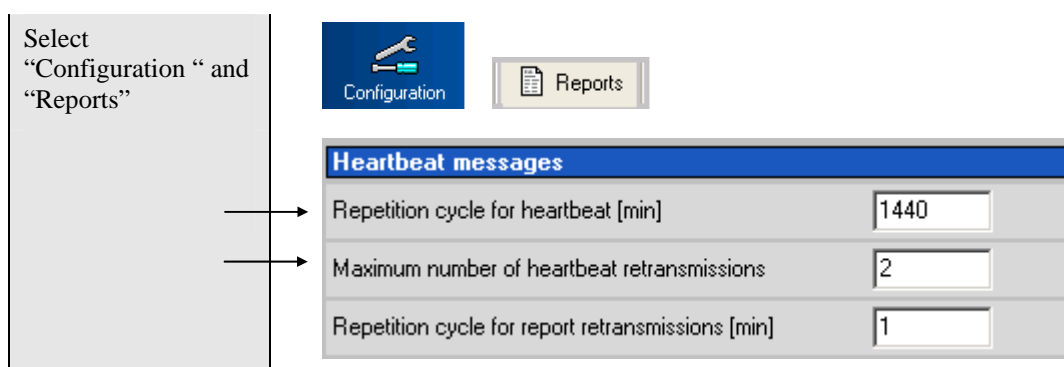 Select
“Configuration “ and
“Reports”
Configuration
Reports
Heartbeat messages
Repetition cycle for heartbeat [min] 1440
Maximum number of heartbeat retransmissions 2
Repetition cycle for report retransmissions [min] 1